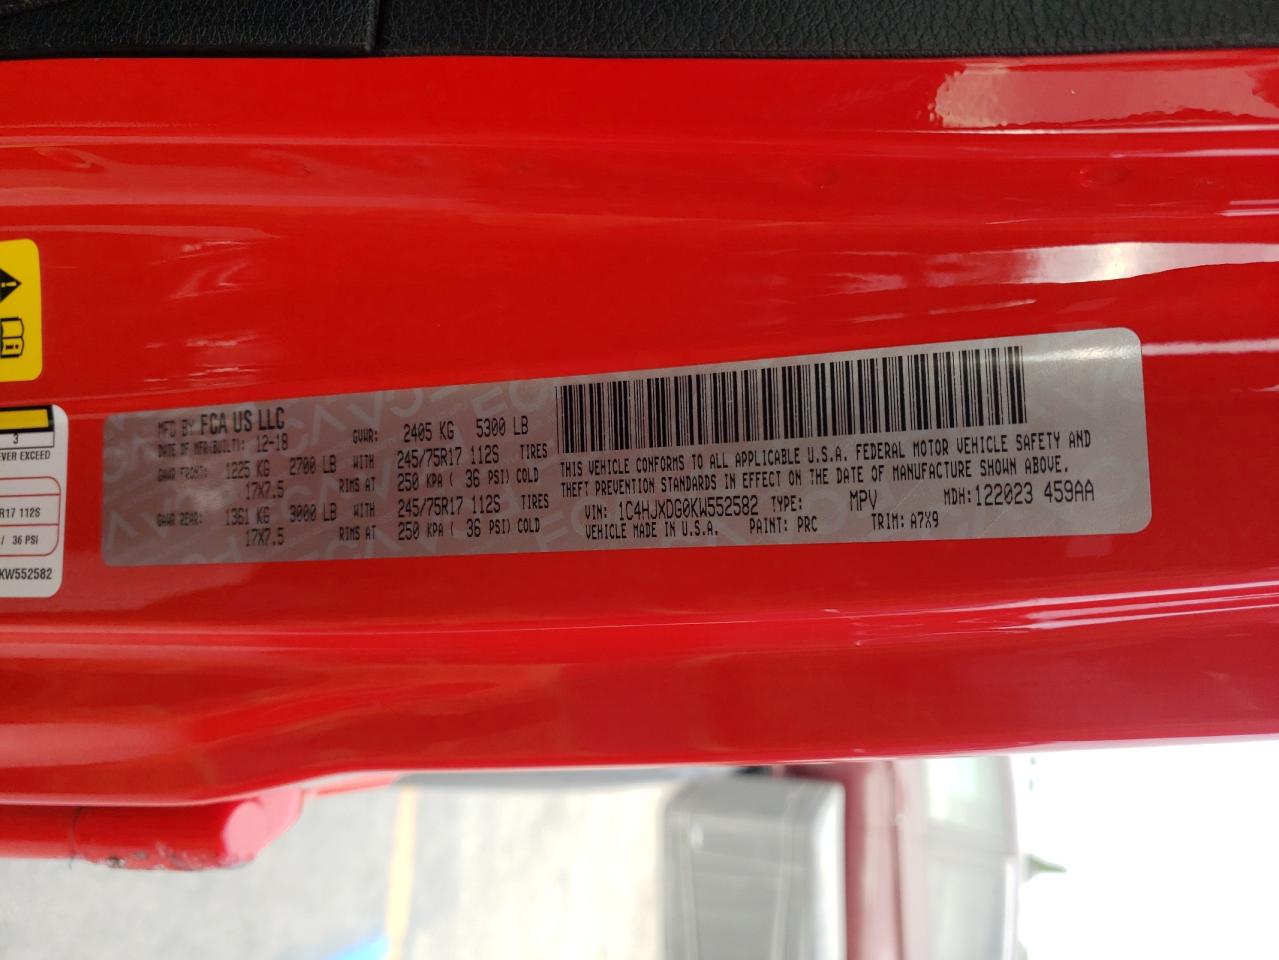 3
EVER EXCEED
R17 112S
/ 36 PSI
KW552582
MFD BY FCA US LLC
DATE OF MFR(BUILT): 12-18 GVWR: 2405 KG 5300 LB
GAWR FRONT: 1225 KG 2700 LB WITH 245/75R17 112S TIRES
17X7.5 RIMS AT 250 KPA ( 36 PSI) COLD
GAWR REAR: 1361 KG 3000 LB WITH 245/75R17 112S TIRES
17X7.5 RIMS AT 250 KPA ( 36 PSI) COLD
THIS VEHICLE CONFORMS TO ALL APPLICABLE U.S.A. FEDERAL MOTOR VEHICLE SAFETY AND
THEFT PREVENTION STANDARDS IN EFFECT ON THE DATE OF MANUFACTURE SHOWN ABOVE.
VIN: 1C4HJXDG0KW552582 TYPE: MPV MDH: 122023 459AA
VEHICLE MADE IN U.S.A. PAINT: PRC TRIM: A7X9